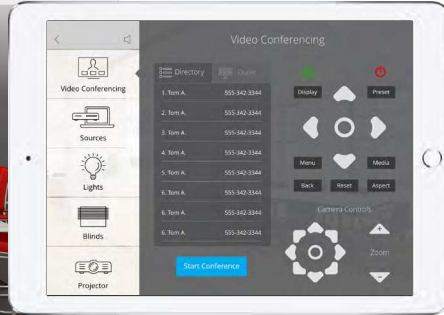 Video Conferencing
Video Conferencing
Sources
Lights
Blinds
Projector
Directory
Dialer
1. Tom A. 555-342-3344
2. Tom A. 555-342-3344
3. Tom A. 555-342-3344
4. Tom A. 555-342-3344
5. Tom A. 555-342-3344
6. Tom A. 555-342-3344
6. Tom A. 555-342-3344
6. Tom A. 555-342-3344
Start Conference
Display
Preset
Menu
Media
Back
Reset
Aspect
Camera Controls
Zoom